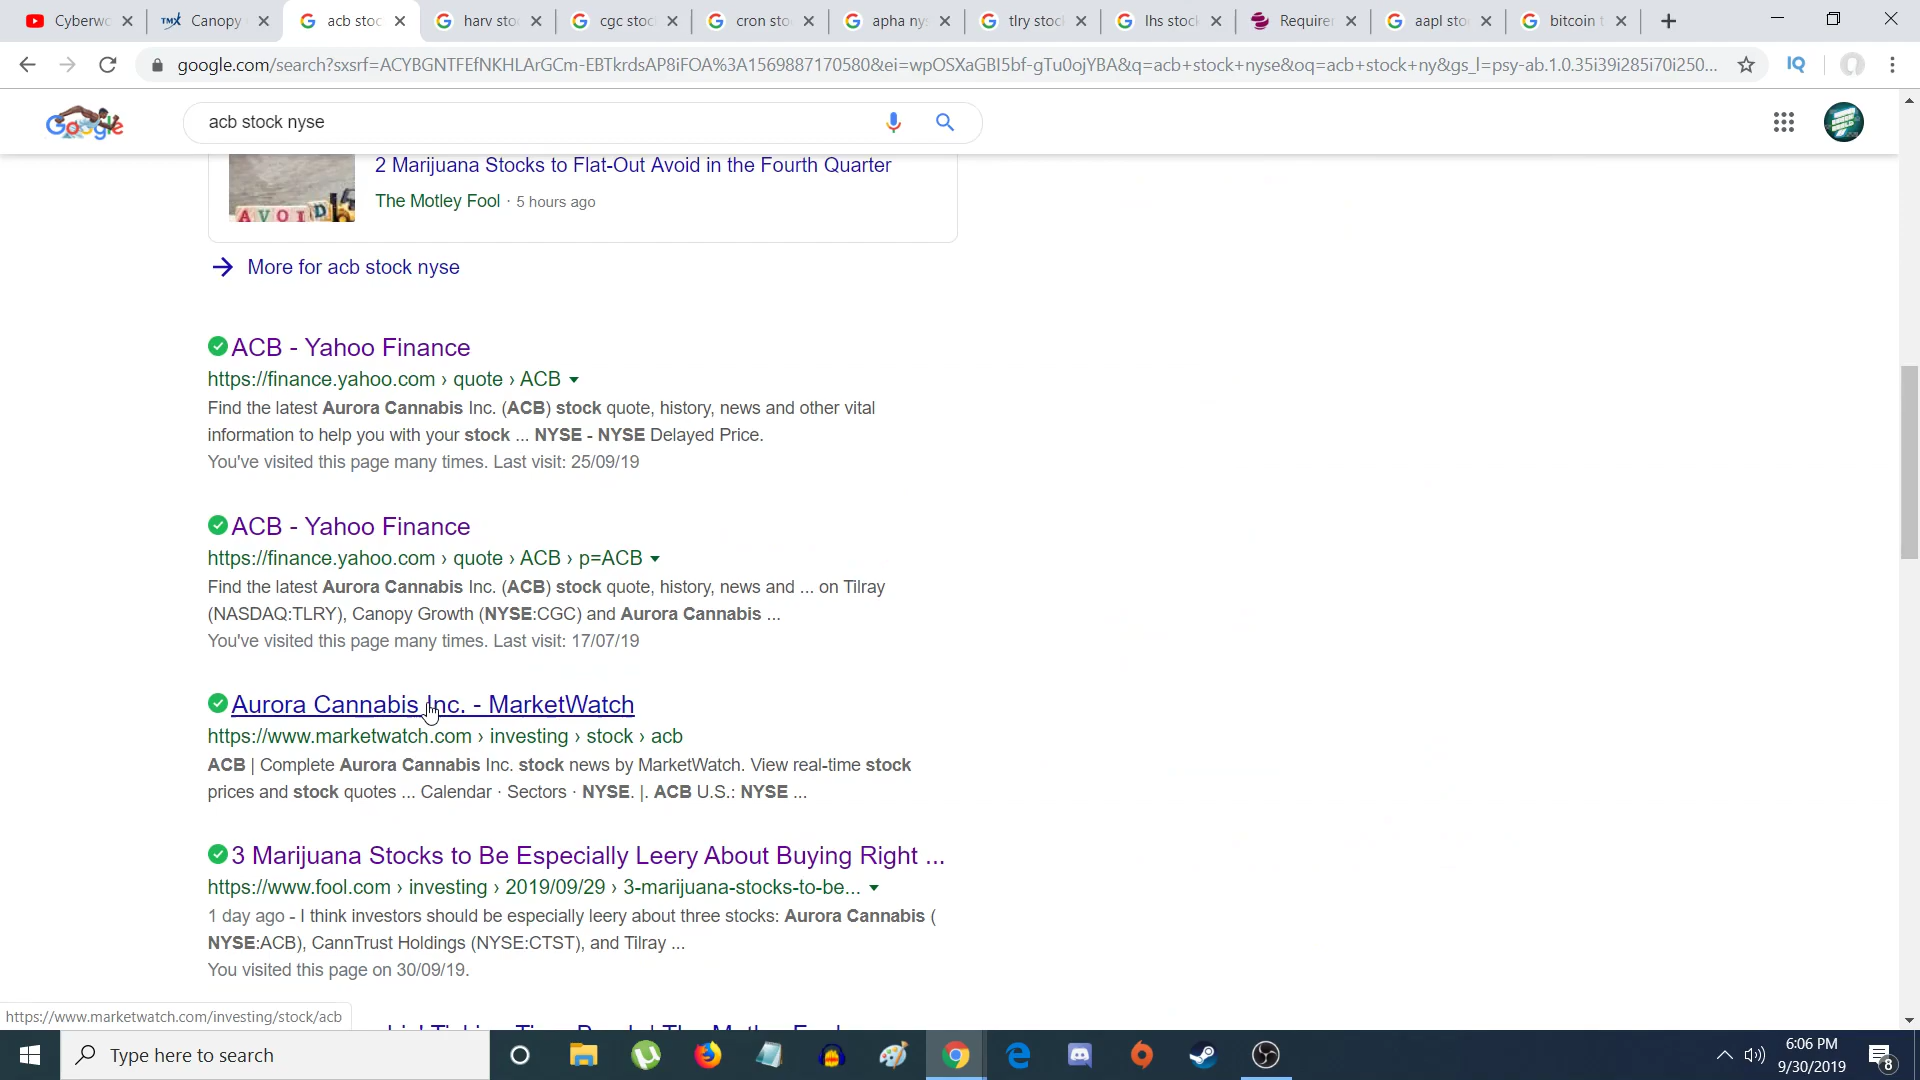 Cyberwo
TMX Canopy
acb stoc
harv sto
cgc stoc
cron sto
apha ny
tlry stoc
lhs stock
Requirer
aapl sto
bitcoin t
google.com/search?sxsrf=ACYBGNTFEfNKHLArGCm-EBTkrdsAP8iFOA%3A1569887170580&ei=wpOSXaGBI5bf-gTu0ojYBA&q=acb+stock+nyse&oq=acb+stock+ny&gs_l=psy-ab.1.0.35i39i285i70i250...
IQ
Google
acb stock nyse
AVOID
2 Marijuana Stocks to Flat-Out Avoid in the Fourth Quarter
The Motley Fool · 5 hours ago
More for acb stock nyse
ACB - Yahoo Finance
https://finance.yahoo.com › quote › ACB
Find the latest Aurora Cannabis Inc. (ACB) stock quote, history, news and other vital
information to help you with your stock ... NYSE - NYSE Delayed Price.
You've visited this page many times. Last visit: 25/09/19
ACB - Yahoo Finance
https://finance.yahoo.com › quote › ACB › p=ACB
Find the latest Aurora Cannabis Inc. (ACB) stock quote, history, news and ... on Tilray
(NASDAQ:TLRY), Canopy Growth (NYSE:CGC) and Aurora Cannabis ...
You've visited this page many times. Last visit: 17/07/19
Aurora Cannabis Inc. - MarketWatch
https://www.marketwatch.com › investing › stock › acb
ACB | Complete Aurora Cannabis Inc. stock news by MarketWatch. View real-time stock
prices and stock quotes ... Calendar · Sectors · NYSE. |. ACB U.S.: NYSE ...
3 Marijuana Stocks to Be Especially Leery About Buying Right ...
https://www.fool.com › investing › 2019/09/29 › 3-marijuana-stocks-to-be...
1 day ago - I think investors should be especially leery about three stocks: Aurora Cannabis (
NYSE:ACB), CannTrust Holdings (NYSE:CTST), and Tilray ...
You visited this page on 30/09/19.
https://www.marketwatch.com/investing/stock/acb
Type here to search
6:06 PM
9/30/2019
8